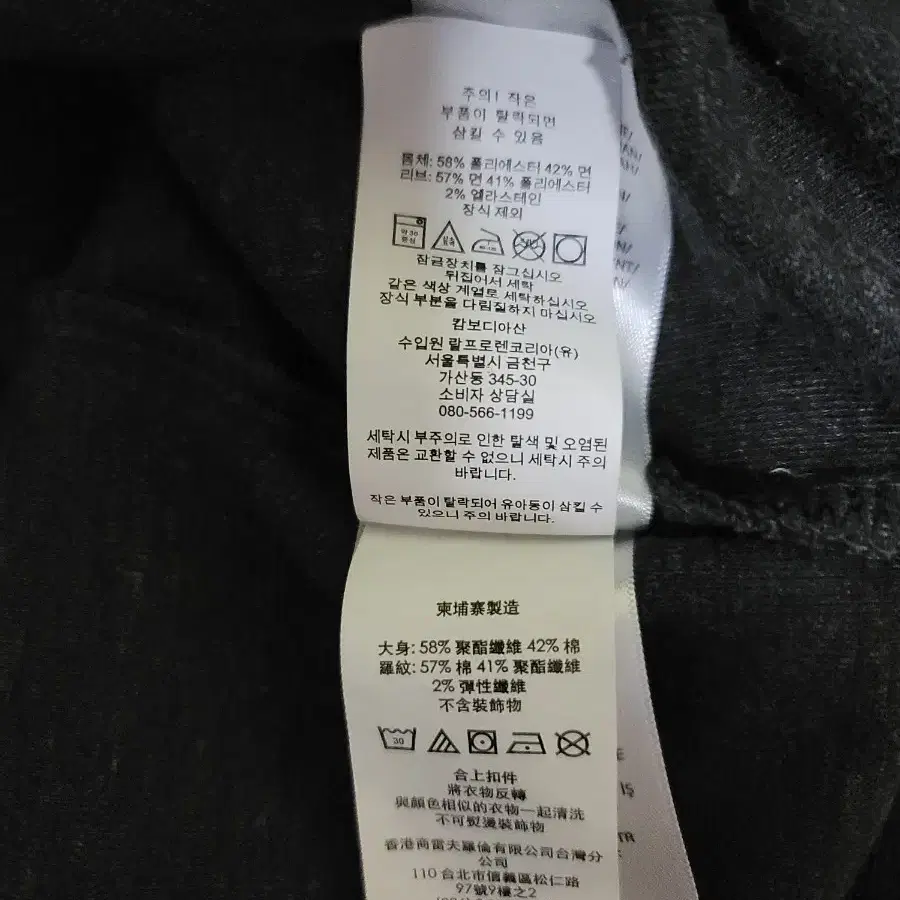 주의! 작은
부품이 탈락되면
삼킬 수 있음
몸체: 58% 폴리에스터 42% 면
리브: 57% 면 41% 폴리에스터
2% 엘라스테인
장식 제외
잠금장치를 잠그십시오
뒤집어서 세탁
같은 색상 계열로 세탁하십시오
장식 부분을 다림질하지 마십시오
캄보디아산
수입원 랄프로렌코리아(유)
서울특별시 금천구
가산동 345-30
소비자 상담실
080-566-1199
세탁시 부주의로 인한 탈색 및 오염된
제품은 교환할 수 없으니 세탁시 주의
바랍니다.
작은 부품이 탈락되어 유아동이 삼킬 수
있으니 주의 바랍니다.
柬埔寨製造
大身: 58% 聚酯纖維 42% 棉
羅紋: 57% 棉 41% 聚酯纖維
2% 彈性纖維
不含裝飾物
30
合上扣件
將衣物反轉
與顏色相似的衣物一起清洗
不可熨燙裝飾物
香港商雷夫羅倫有限公司台灣分
公司
110 台北市信義區松仁路
97號9樓之2